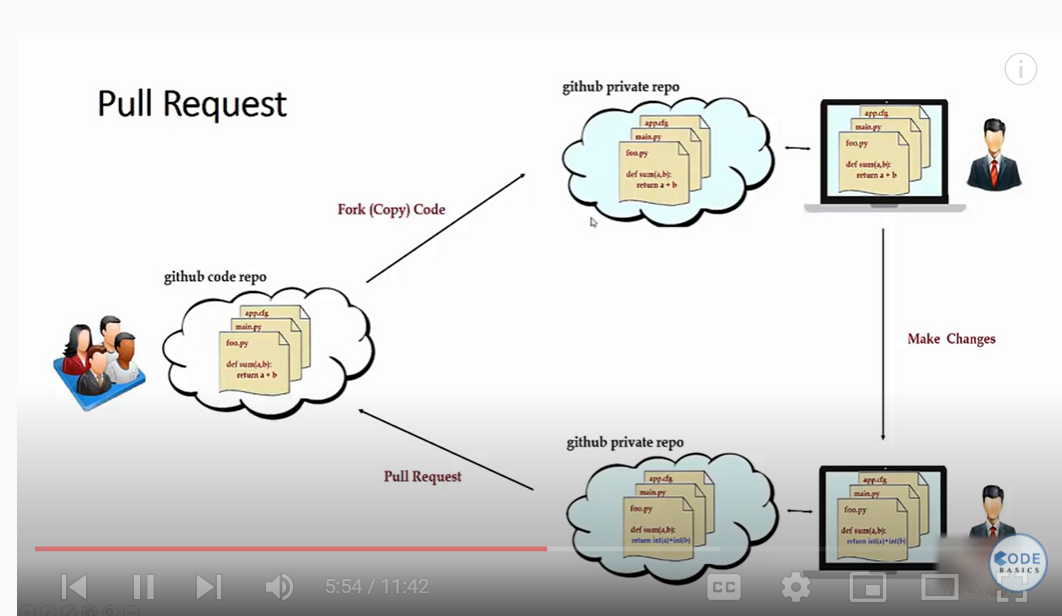 Pull Request
github private repo
app.cfg
main.py
foo.py
def sum(a,b):
return a + b
app.cfg
main.py
foo.py
def sum(a,b):
return a + b
Fork (Copy) Code
github code repo
app.cfg
main.py
foo.py
def sum(a,b):
return a + b
Make Changes
github private repo
Pull Request
app.cfg
main.py
foo.py
def sum(a,b):
return int(a)+int(b)
app.cfg
main.py
foo.py
def sum(a,b):
return int(a)+int(b)
CODE
BASICS
5:54 / 11:42
CC